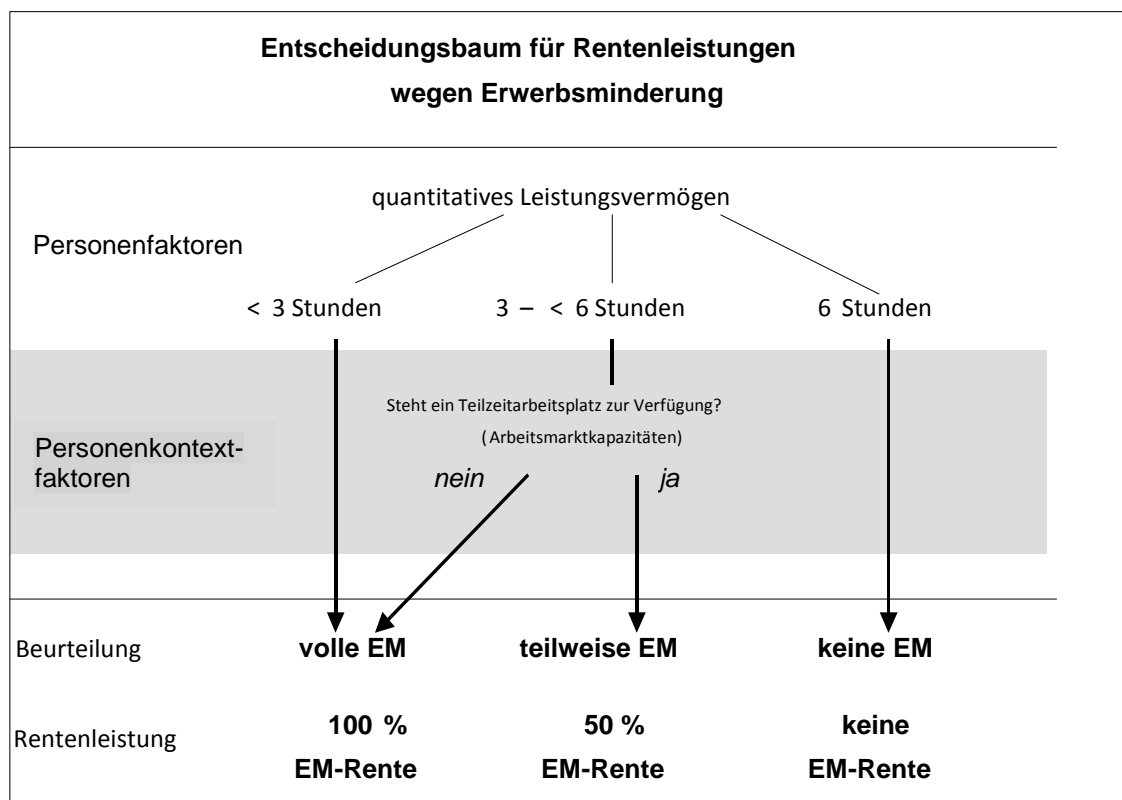 Entscheidungsbaum für Rentenleistungen
wegen Erwerbsminderung
quantitatives Leistungsvermögen
Personenfaktoren
< 3 Stunden
3 – < 6 Stunden
6 Stunden
Steht ein Teilzeitarbeitsplatz zur Verfügung?
(Arbeitsmarktkapazitäten)
Personenkontext-
faktoren
nein
ja
Beurteilung
volle EM
teilweise EM
keine EM
Rentenleistung
100 %
EM-Rente
50 %
EM-Rente
keine
EM-Rente